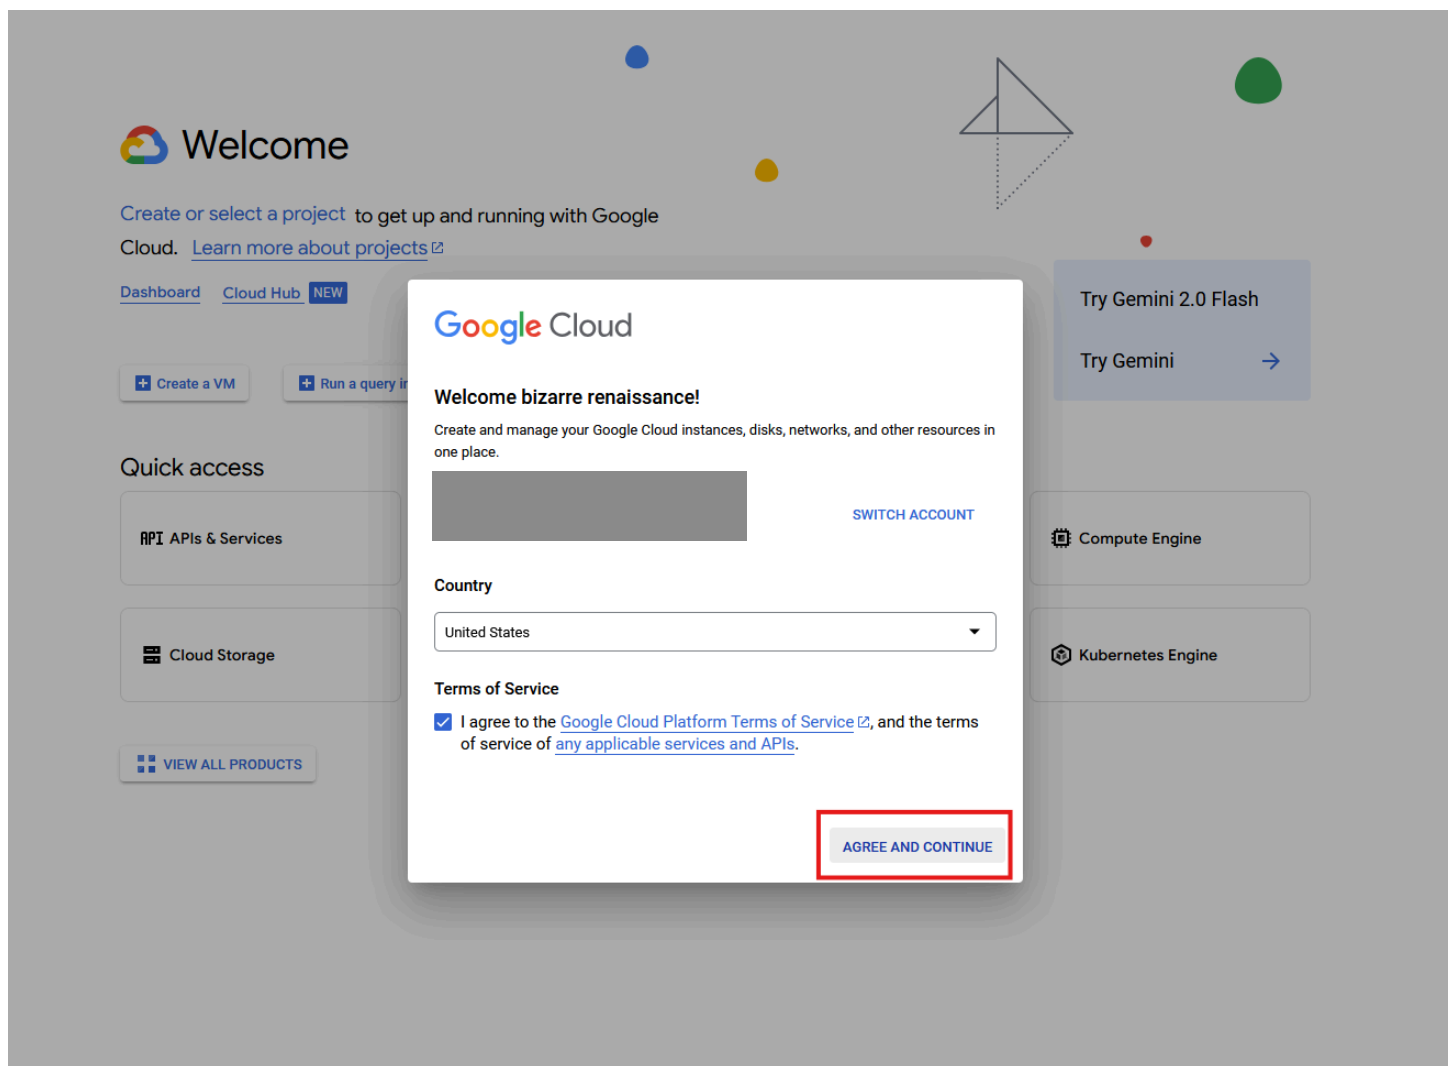 Welcome
Create or select a project to get up and running with Google
Cloud. Learn more about projects
Dashboard Cloud Hub NEW
Create a VM Run a query in
Quick access
API APIs & Services
Cloud Storage
VIEW ALL PRODUCTS
Google Cloud
Welcome bizarre renaissance!
Create and manage your Google Cloud instances, disks, networks, and other resources in
one place.
SWITCH ACCOUNT
Country
United States
Terms of Service
I agree to the Google Cloud Platform Terms of Service, and the terms
of service of any applicable services and APIs.
AGREE AND CONTINUE
Try Gemini 2.0 Flash
Try Gemini
Compute Engine
Kubernetes Engine